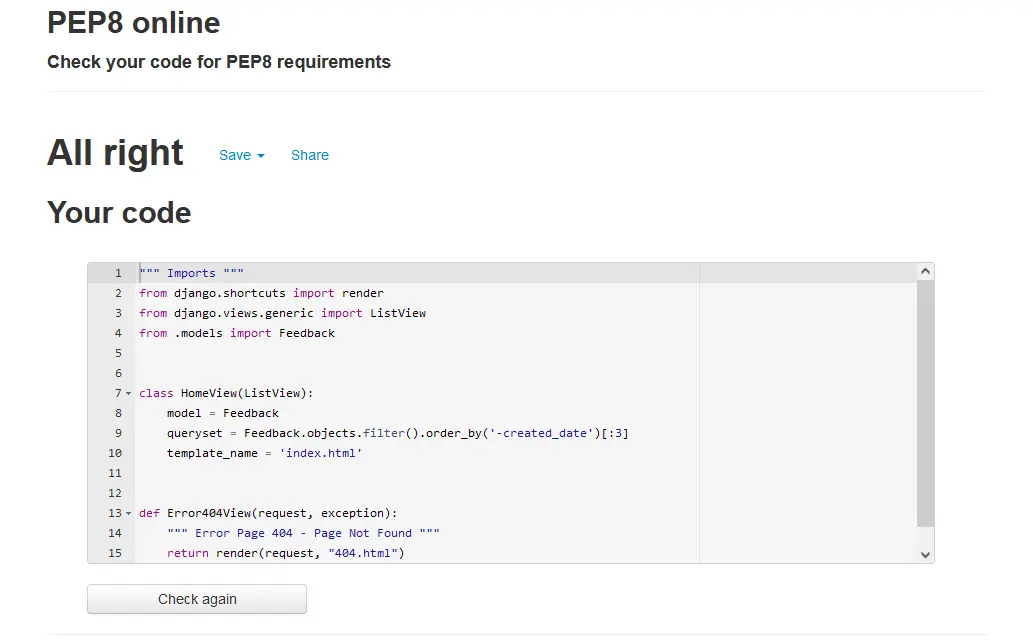 PEP8 online
Check your code for PEP8 requirements
All right Save Share
Your code
1 """ Imports """
2 from django.shortcuts import render
3 from django.views.generic import ListView
4 from .models import Feedback
5
6
7 class HomeView(ListView):
8     model = Feedback
9     queryset = Feedback.objects.filter().order_by('-created_date')[:3]
10     template_name = 'index.html'
11
12
13 def Error404View(request, exception):
14     """ Error Page 404 - Page Not Found """
15     return render(request, "404.html")
Check again